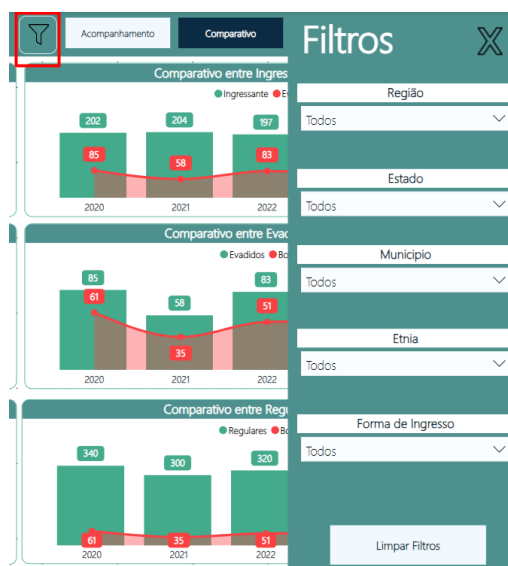 Acompanhamento
Comparativo
Filtros
X
Comparativo entre Ingres
Ingressante
202
204
197
85
58
83
2020
2021
2022
Comparativo entre Evad
Evadidos
Bo
85
58
83
61
35
51
2020
2021
2022
Comparativo entre Regu
Regulares
Bo
340
300
320
61
35
51
2020
2021
2022
Região
Todos
Estado
Todos
Municipio
Todos
Etnia
Todos
Forma de Ingresso
Todos
Limpar Filtros